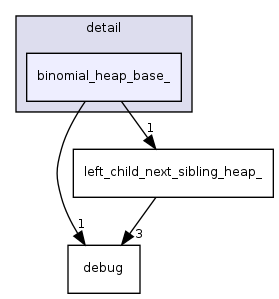 detail
binomial_heap_base_
1
left_child_next_sibling_heap_
1
3
debug